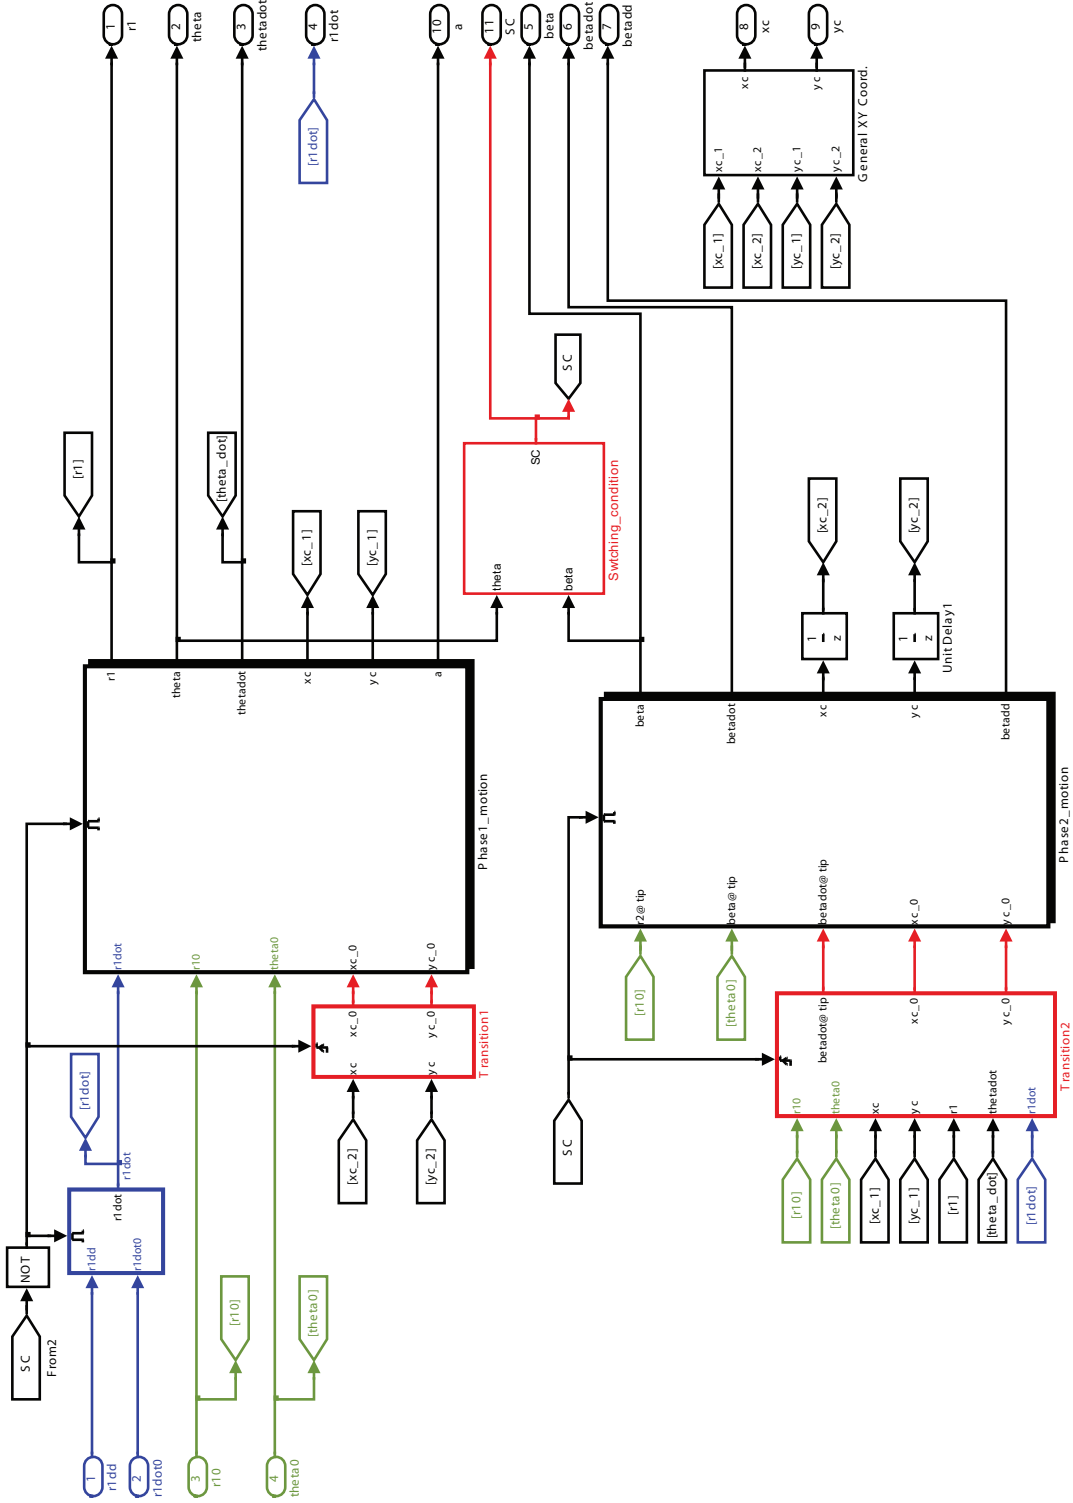 SC
From2
NOT
1
r1dd
2
r1dot0
r1dd
r1dot0
r1dot
r1dot
[r1dot]
3
r10
[r10]
4
theta0
[theta0]
[xc_2]
[yc_2]
xc
yc
xc_0
yc_0
Transition1
r1dot
r10
theta0
xc_0
yc_0
r1
theta
thetadot
xc
yc
a
Phase1_motion
[r1]
[theta_dot]
[xc_1]
[yc_1]
theta
beta
SC
Swtching_condition
SC
[r1dot]
1
r1
2
theta
3
thetadot
4
r1dot
10
a
11
SC
5
beta
6
betadot
7
betadd
SC
[r10]
[theta0]
[r10]
[theta0]
[xc_1]
[yc_1]
[r1]
[theta_dot]
[r1dot]
r10
theta0
xc
yc
r1
thetadot
r1dot
betadot@tip
xc_0
yc_0
Transition2
r2@tip
beta@tip
betadot@tip
xc_0
yc_0
beta
betadot
xc
yc
betadd
Phase2_motion
1
z
1
z
Unit Delay1
[xc_2]
[yc_2]
[xc_1]
[xc_2]
[yc_1]
[yc_2]
xc_1
xc_2
yc_1
yc_2
xc
yc
General XY Coord.
8
xc
9
yc